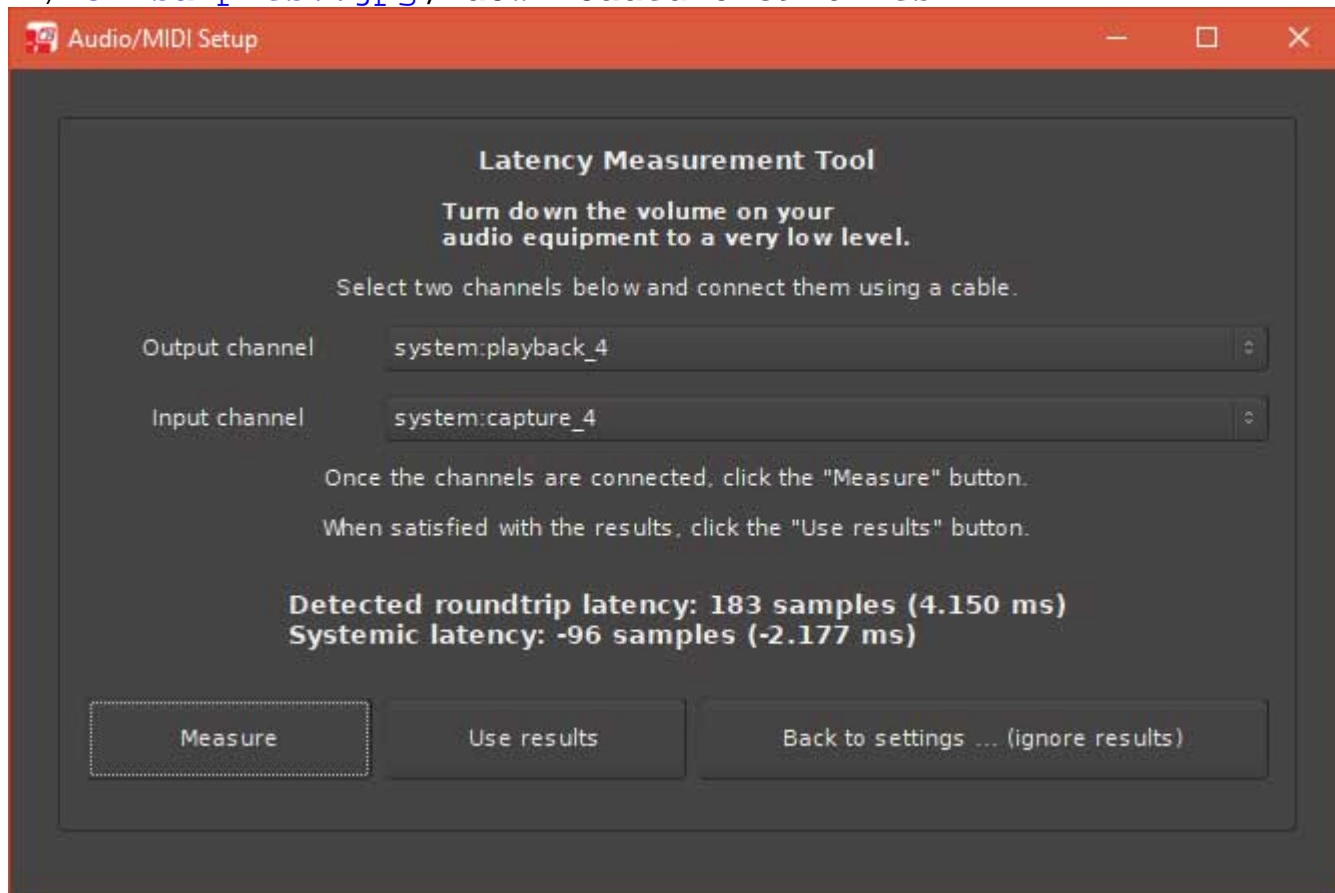 Audio/MIDI Setup
Latency Measurement Tool
Turn down the volume on your
audio equipment to a very low level.
Select two channels below and connect them using a cable.
Output channel system:playback_4
Input channel system:capture_4
Once the channels are connected, click the "Measure" button.
When satisfied with the results, click the "Use results" button.
Detected roundtrip latency: 183 samples (4.150 ms)
Systemic latency: -96 samples (-2.177 ms)
Measure Use results Back to settings ... (ignore results)